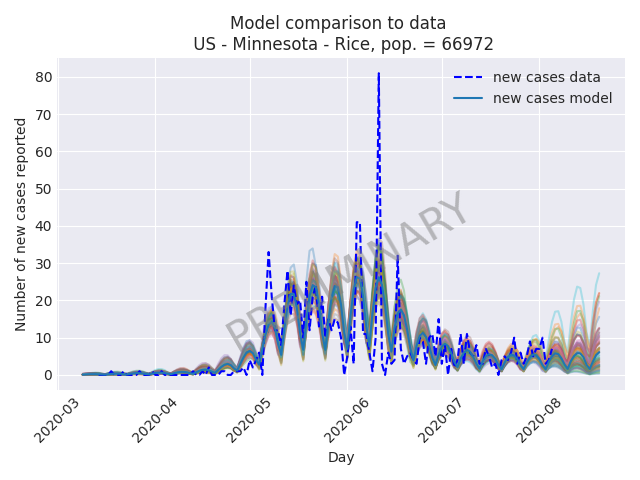 Model comparison to data
US - Minnesota - Rice, pop. = 66972
new cases data
new cases model
PRELIMINARY
Number of new cases reported
80
70
60
50
40
30
20
10
0
2020-03
2020-04
2020-05
2020-06
2020-07
2020-08
Day